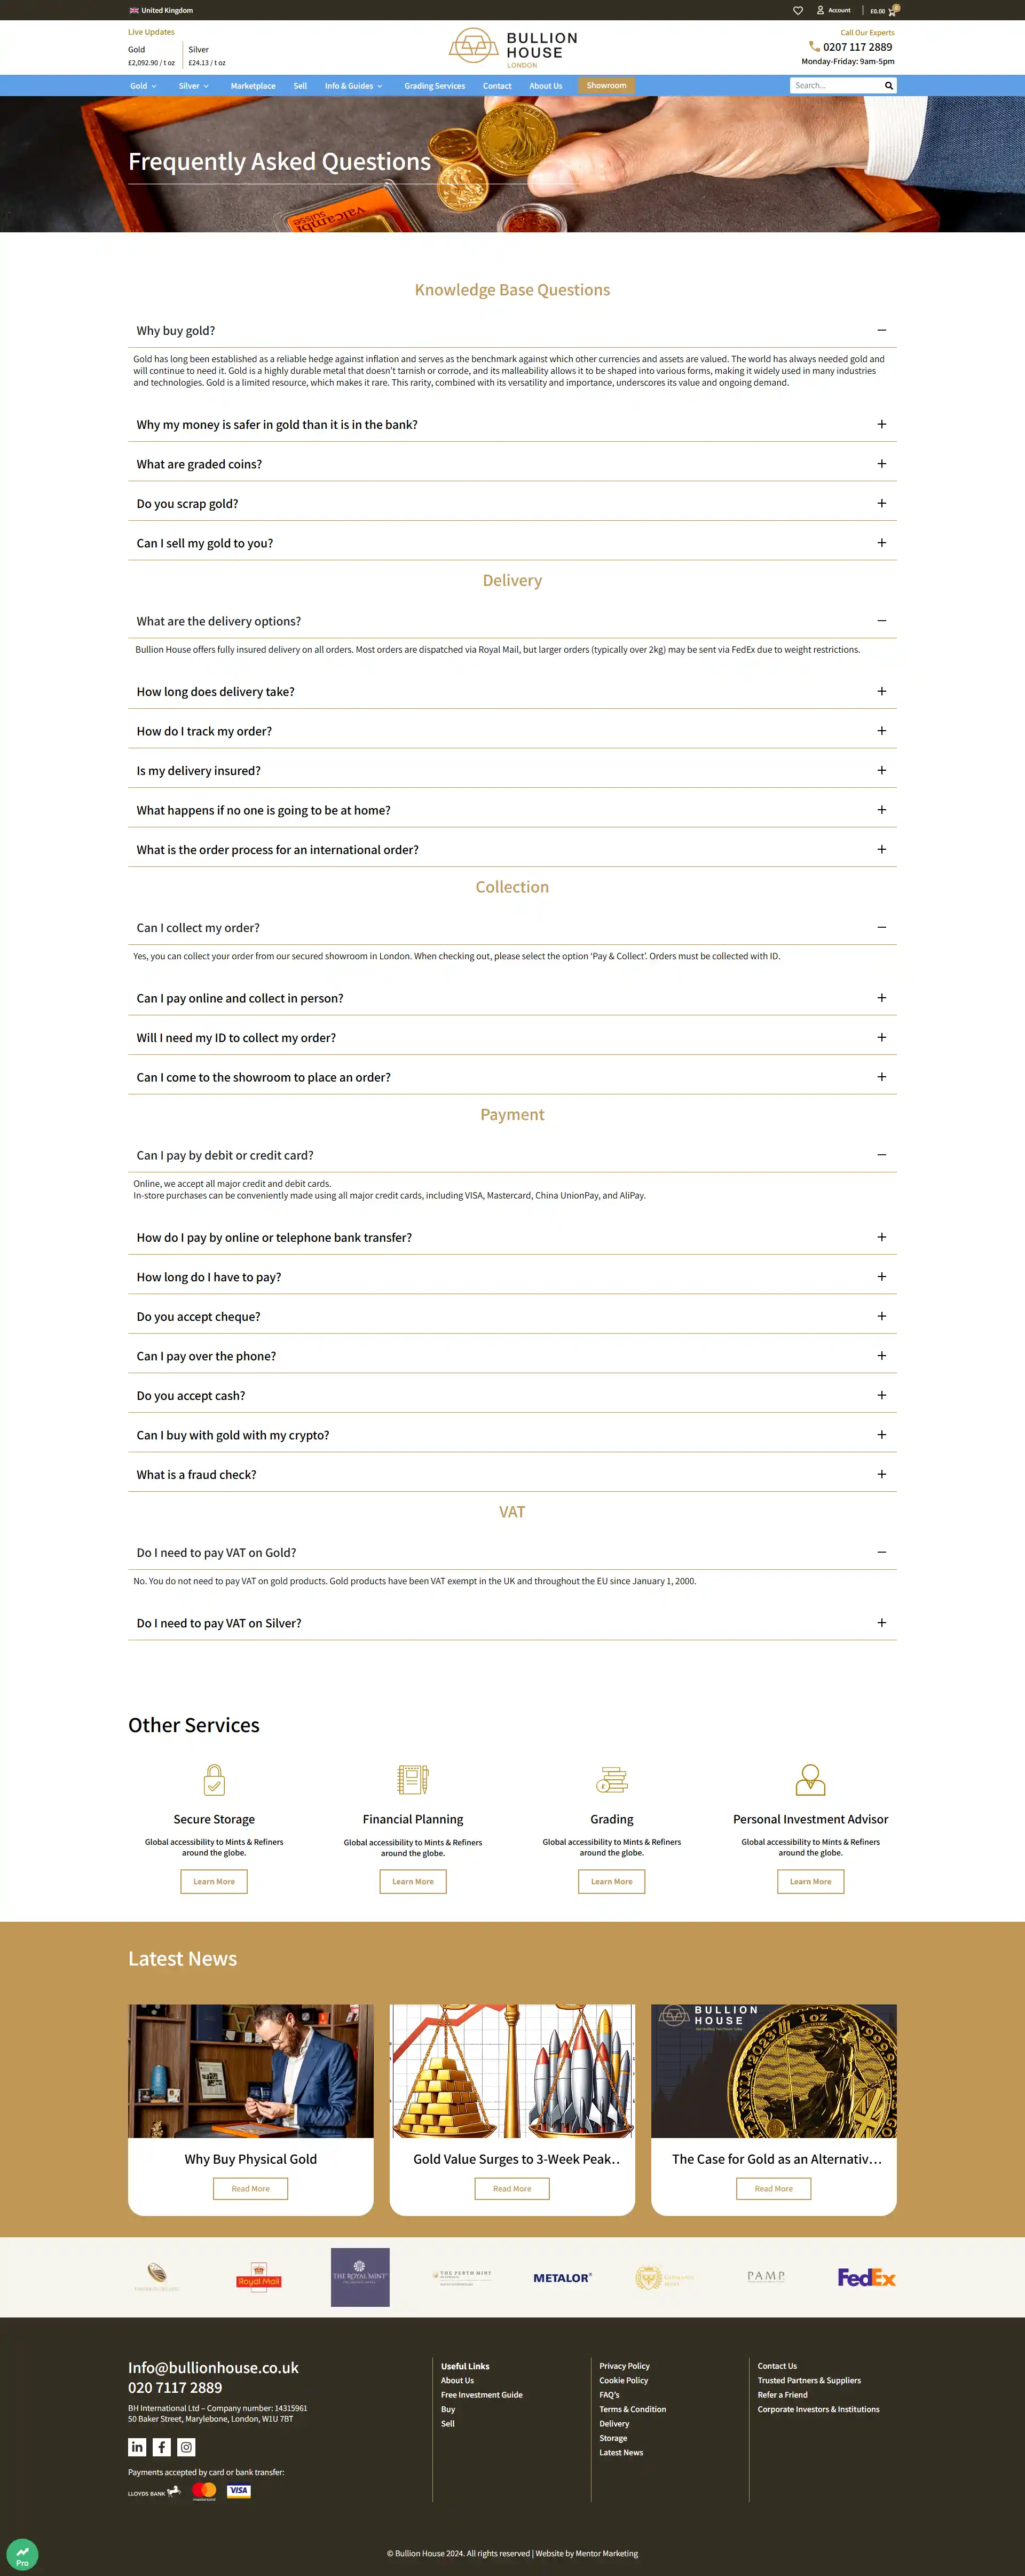 United Kingdom
Account
£0.00
0
Live Updates
Gold
£2,092.90 / t oz
Silver
£24.13 / t oz
BULLION
HOUSE
LONDON
Call Our Experts
0207 117 2889
Monday-Friday: 9am-5pm
Gold
Silver
Marketplace
Sell
Info & Guides
Grading Services
Contact
About Us
Showroom
Search...
Frequently Asked Questions
valcambi
suisse
Knowledge Base Questions
Why buy gold?
Gold has long been established as a reliable hedge against inflation and serves as the benchmark against which other currencies and assets are valued. The world has always needed gold and
will continue to need it. Gold is a highly durable metal that doesn't tarnish or corrode, and its malleability allows it to be shaped into various forms, making it widely used in many industries
and technologies. Gold is a limited resource, which makes it rare. This rarity, combined with its versatility and importance, underscores its value and ongoing demand.
Why my money is safer in gold than it is in the bank?
What are graded coins?
Do you scrap gold?
Can I sell my gold to you?
Delivery
What are the delivery options?
Bullion House offers fully insured delivery on all orders. Most orders are dispatched via Royal Mail, but larger orders (typically over 2kg) may be sent via FedEx due to weight restrictions.
How long does delivery take?
How do I track my order?
Is my delivery insured?
What happens if no one is going to be at home?
What is the order process for an international order?
Collection
Can I collect my order?
Yes, you can collect your order from our secured showroom in London. When checking out, please select the option ‘Pay & Collect’. Orders must be collected with ID.
Can I pay online and collect in person?
Will I need my ID to collect my order?
Can I come to the showroom to place an order?
Payment
Can I pay by debit or credit card?
Online, we accept all major credit and debit cards.
In-store purchases can be conveniently made using all major credit cards, including VISA, Mastercard, China UnionPay, and AliPay.
How do I pay by online or telephone bank transfer?
How long do I have to pay?
Do you accept cheque?
Can I pay over the phone?
Do you accept cash?
Can I buy with gold with my crypto?
What is a fraud check?
VAT
Do I need to pay VAT on Gold?
No. You do not need to pay VAT on gold products. Gold products have been VAT exempt in the UK and throughout the EU since January 1, 2000.
Do I need to pay VAT on Silver?
Other Services
Secure Storage
Global accessibility to Mints & Refiners
around the globe.
Learn More
Financial Planning
Global accessibility to Mints & Refiners
around the globe.
Learn More
Grading
Global accessibility to Mints & Refiners
around the globe.
Learn More
Personal Investment Advisor
Global accessibility to Mints & Refiners
around the globe.
Learn More
Latest News
Why Buy Physical Gold
Read More
Gold Value Surges to 3-Week Peak..
Read More
BULLION
HOUSE
1oz
2023
999.9
The Case for Gold as an Alternativ...
Read More
Royal Mail
THE ROYAL MINT
THE PERTH MINT
METALOR
PAMP
FedEx
Info@bullionhouse.co.uk
020 7117 2889
BH International Ltd – Company number: 14315961
50 Baker Street, Marylebone, London, W1U 7BT
in
f
Payments accepted by card or bank transfer:
LLOYDS BANK
mastercard
VISA
Useful Links
About Us
Free Investment Guide
Buy
Sell
Privacy Policy
Cookie Policy
FAQ's
Terms & Condition
Delivery
Storage
Latest News
Contact Us
Trusted Partners & Suppliers
Refer a Friend
Corporate Investors & Institutions
© Bullion House 2024. All rights reserved | Website by Mentor Marketing
Pro